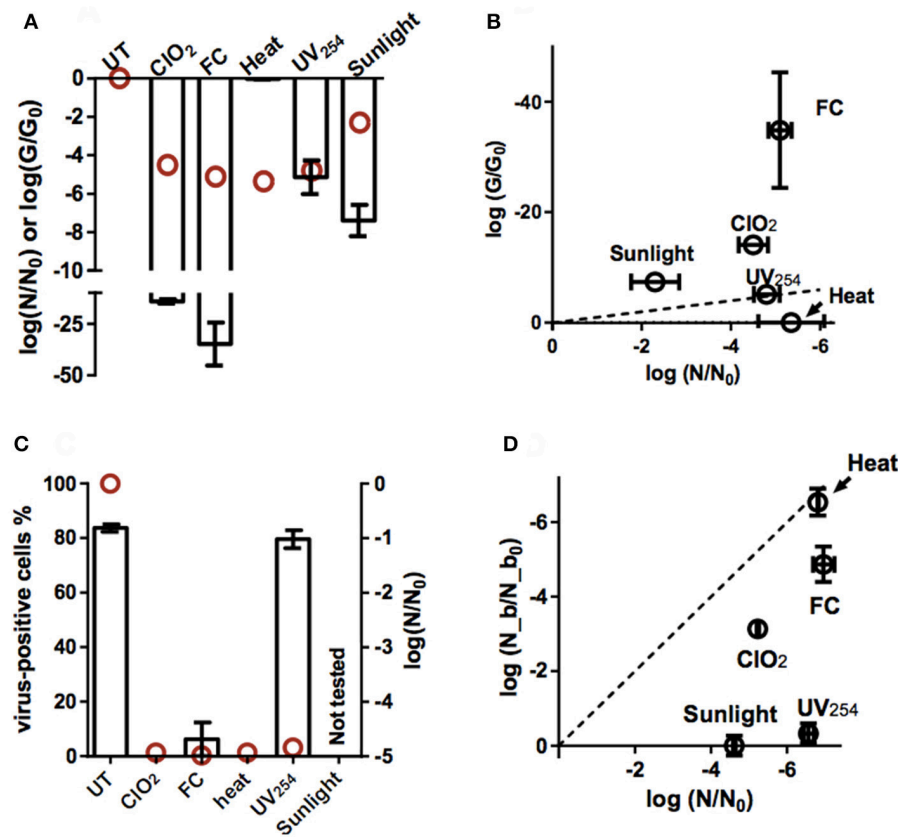 A
UT
ClO2
FC
Heat
UV254
Sunlight
log(N/N0) or log(G/G0)
0
-2
-4
-6
-8
-10
-25
-50
B
log (G/G0)
-40
-20
0
FC
ClO2
Sunlight
UV254
Heat
0
-2
-4
-6
log (N/N0)
C
virus-positive cells %
100
80
60
40
20
0
0
-1
-2
-3
-4
-5
log(N/N0)
Not tested
UT
ClO2
FC
heat
UV254
Sunlight
D
log (N_b/N_b0)
-6
-4
-2
0
Heat
FC
ClO2
Sunlight
UV254
-2
-4
-6
log (N/N0)